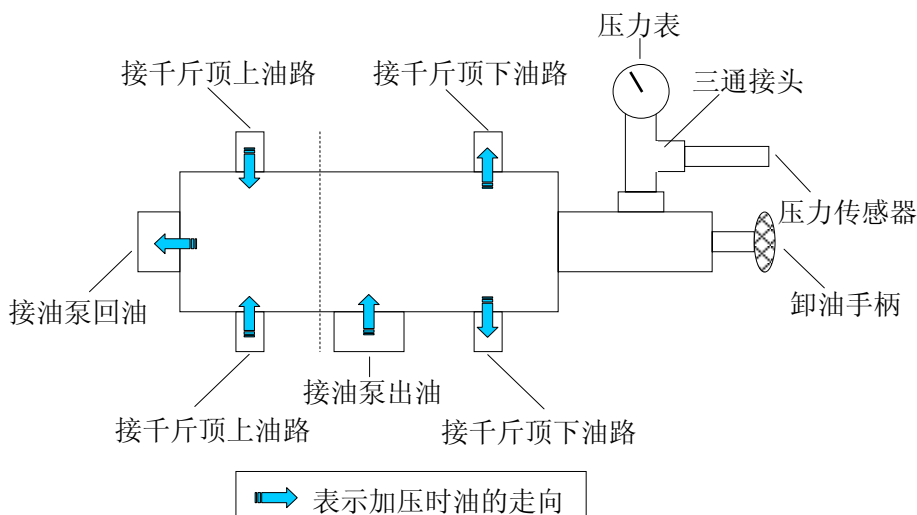 压力表
接千斤顶上油路
接千斤顶下油路
三通接头
压力传感器
接油泵回油
卸油手柄
接油泵出油
接千斤顶上油路
接千斤顶下油路
表示加压时油的走向